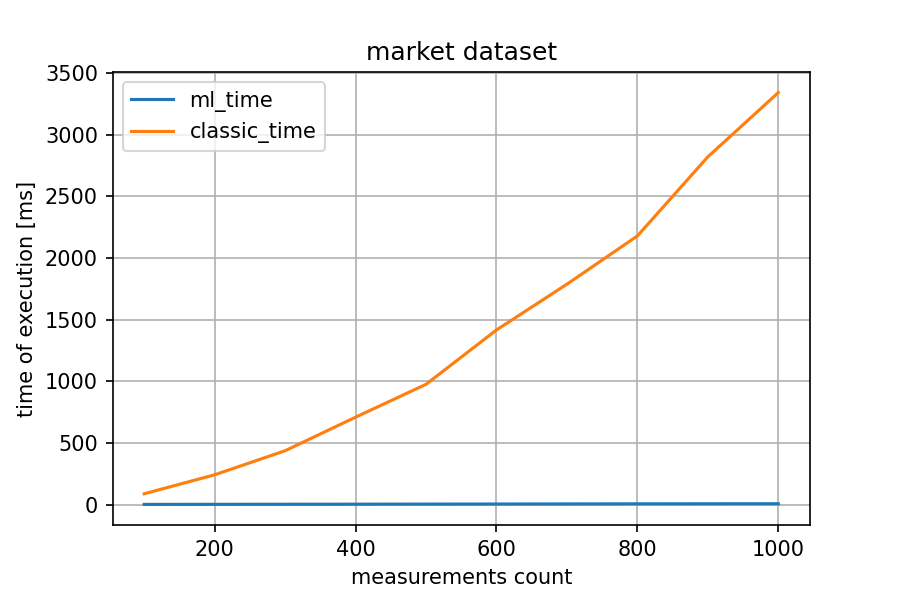 market dataset
ml_time
classic_time
time of execution [ms]
3500
3000
2500
2000
1500
1000
500
0
200 400 600 800 1000
measurements count